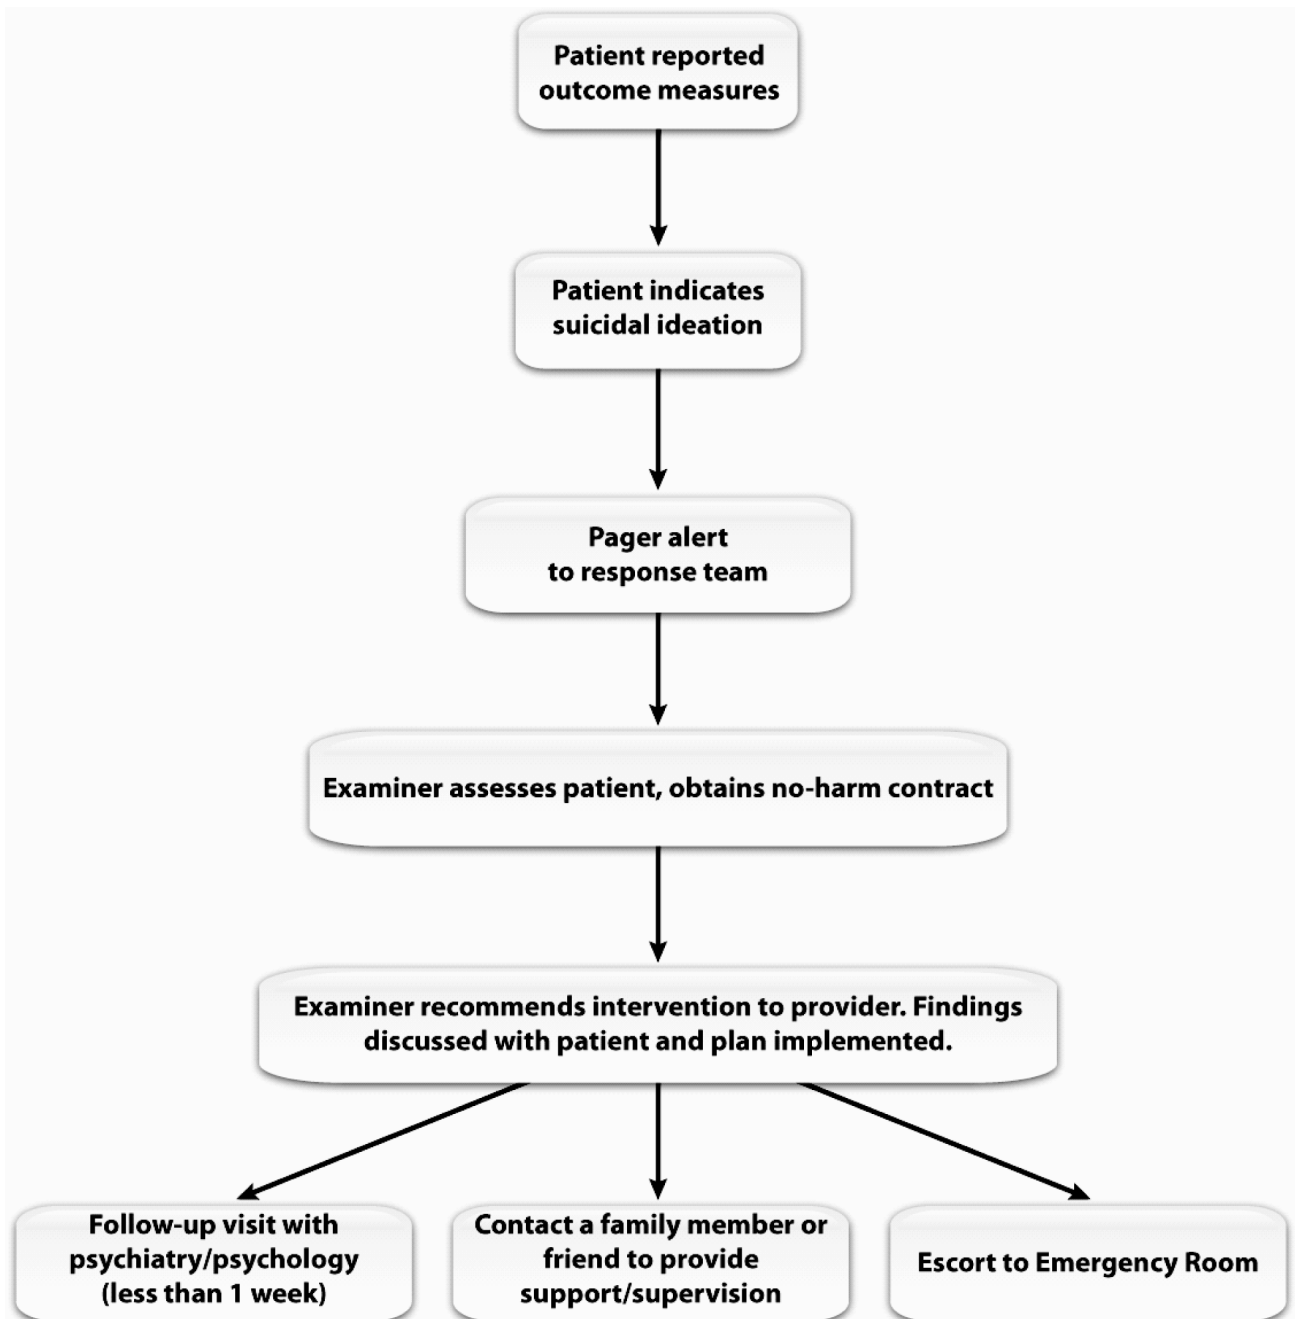 Patient reported
outcome measures
Patient indicates
suicidal ideation
Pager alert
to response team
Examiner assesses patient, obtains no-harm contract
Examiner recommends intervention to provider. Findings
discussed with patient and plan implemented.
Follow-up visit with
psychiatry/psychology
(less than 1 week)
Contact a family member or
friend to provide
support/supervision
Escort to Emergency Room